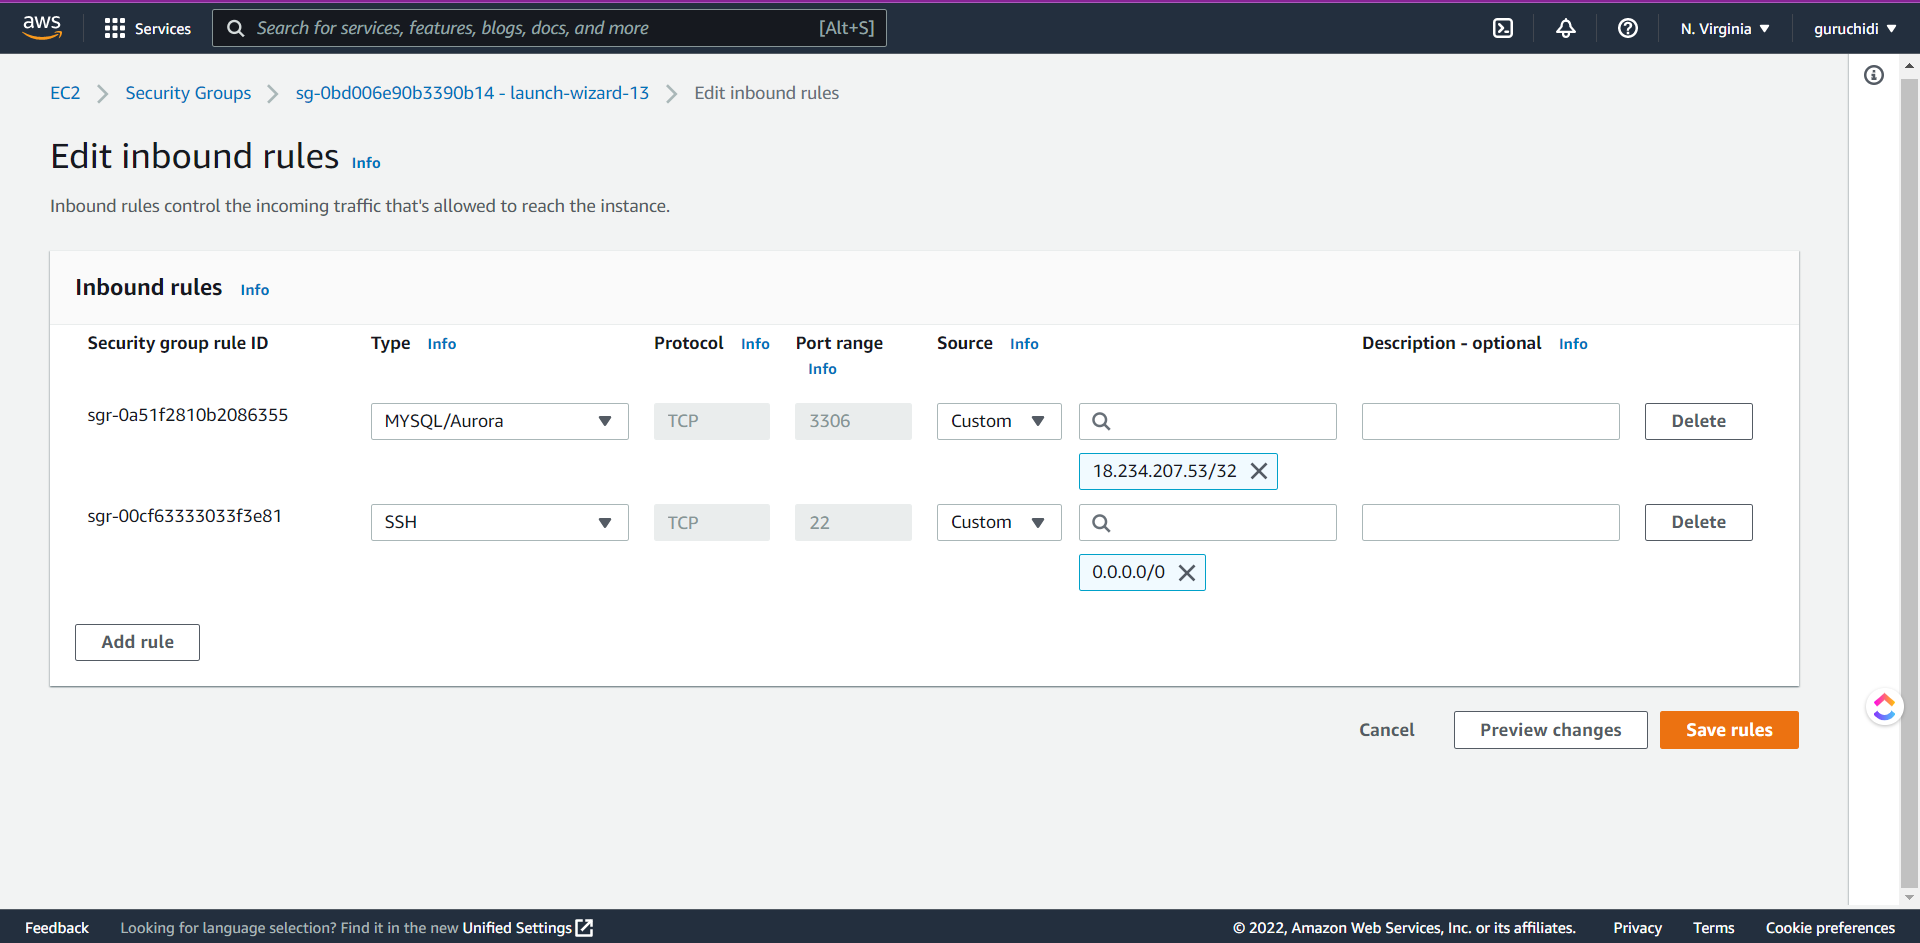 aws Services Search for services, features, blogs, docs, and more [Alt+S] N. Virginia guruchidi
EC2 Security Groups sg-0bd006e90b3390b14 - launch-wizard-13 Edit inbound rules
Edit inbound rules Info
Inbound rules control the incoming traffic that's allowed to reach the instance.
Inbound rules Info
Security group rule ID Type Info Protocol Info Port range Source Info Description - optional Info
Info
sgr-0a51f2810b2086355 MYSQL/Aurora TCP 3306 Custom Delete
18.234.207.53/32
sgr-00cf63333033f3e81 SSH TCP 22 Custom Delete
0.0.0.0/0
Add rule
Cancel Preview changes Save rules
Feedback Looking for language selection? Find it in the new Unified Settings © 2022, Amazon Web Services, Inc. or its affiliates. Privacy Terms Cookie preferences